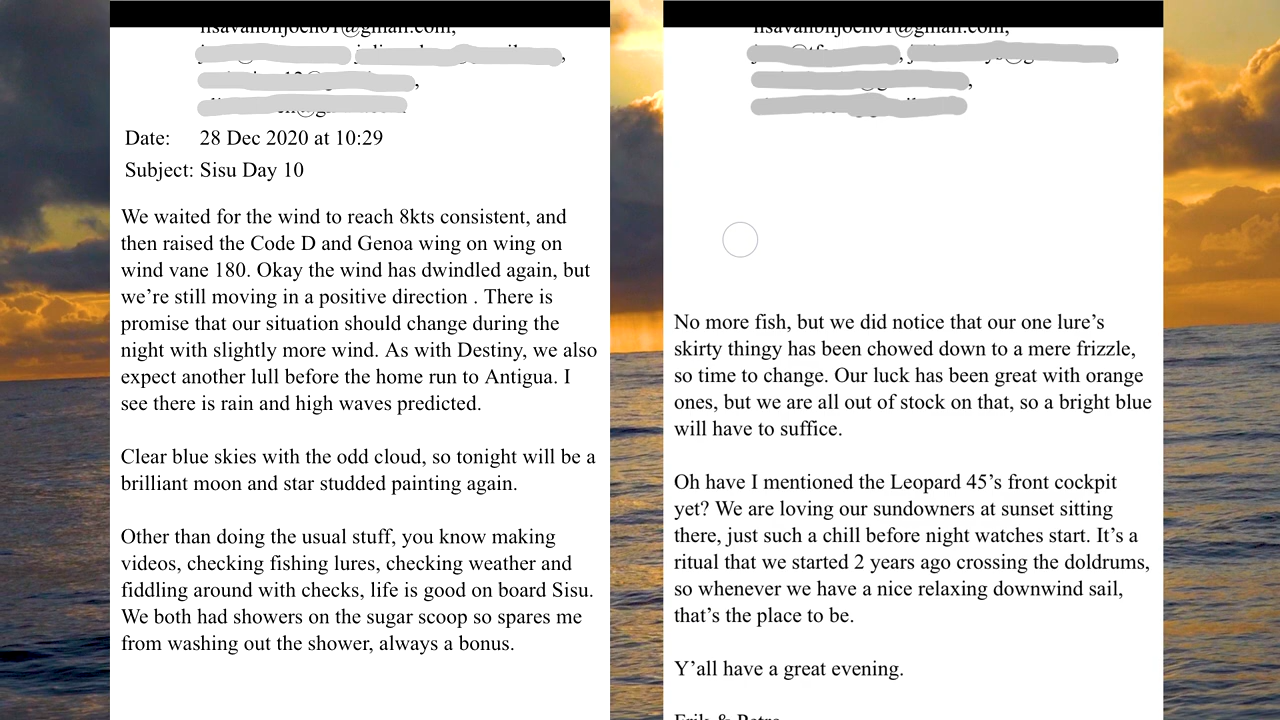 Date: 28 Dec 2020 at 10:29
Subject: Sisu Day 10
We waited for the wind to reach 8kts consistent, and
then raised the Code D and Genoa wing on wing on
wind vane 180. Okay the wind has dwindled again, but
we’re still moving in a positive direction . There is
promise that our situation should change during the
night with slightly more wind. As with Destiny, we also
expect another lull before the home run to Antigua. I
see there is rain and high waves predicted.
Clear blue skies with the odd cloud, so tonight will be a
brilliant moon and star studded painting again.
Other than doing the usual stuff, you know making
videos, checking fishing lures, checking weather and
fiddling around with checks, life is good on board Sisu.
We both had showers on the sugar scoop so spares me
from washing out the shower, always a bonus.
No more fish, but we did notice that our one lure’s
skirty thingy has been chowed down to a mere frizzle,
so time to change. Our luck has been great with orange
ones, but we are all out of stock on that, so a bright blue
will have to suffice.
Oh have I mentioned the Leopard 45’s front cockpit
yet? We are loving our sundowners at sunset sitting
there, just such a chill before night watches start. It’s a
ritual that we started 2 years ago crossing the doldrums,
so whenever we have a nice relaxing downwind sail,
that’s the place to be.
Y’all have a great evening.